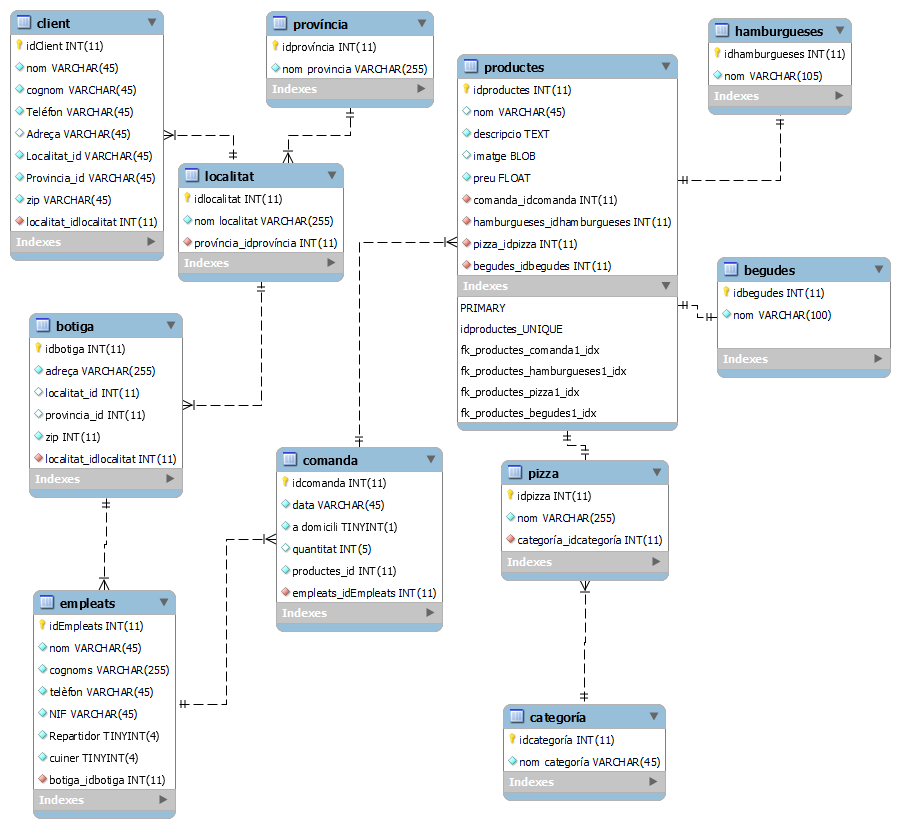 client
idClient INT(11)
nom VARCHAR(45)
cognom VARCHAR(45)
Teléfon VARCHAR(45)
Adreça VARCHAR(45)
Localitat_id VARCHAR(45)
Provincia_id VARCHAR(45)
zip VARCHAR(45)
localitat_idlocalitat INT(11)
Indexes
província
idprovíncia INT(11)
nom provincia VARCHAR(255)
Indexes
localitat
idlocalitat INT(11)
nom localitat VARCHAR(255)
província_idprovíncia INT(11)
Indexes
productes
idproductes INT(11)
nom VARCHAR(45)
descripcio TEXT
imatge BLOB
preu FLOAT
comanda_idcomanda INT(11)
hamburgueses_idhamburgueses INT(11)
pizza_idpizza INT(11)
begudes_idbegudes INT(11)
Indexes
PRIMARY
idproductes_UNIQUE
fk_productes_comanda1_idx
fk_productes_hamburgueses1_idx
fk_productes_pizza1_idx
fk_productes_begudes1_idx
hamburgueses
idhamburgueses INT(11)
nom VARCHAR(105)
Indexes
begudes
idbegudes INT(11)
nom VARCHAR(100)
Indexes
botiga
idbotiga INT(11)
adreça VARCHAR(255)
localitat_id INT(11)
provincia_id INT(11)
zip INT(11)
localitat_idlocalitat INT(11)
Indexes
comanda
idcomanda INT(11)
data VARCHAR(45)
a domicili TINYINT(1)
quantitat INT(5)
productes_id INT(11)
empleats_idEmpleats INT(11)
Indexes
pizza
idpizza INT(11)
nom VARCHAR(255)
categoría_idcategoría INT(11)
Indexes
empleats
idEmpleats INT(11)
nom VARCHAR(45)
cognoms VARCHAR(255)
telèfon VARCHAR(45)
NIF VARCHAR(45)
Repartidor TINYINT(4)
cuiner TINYINT(4)
botiga_idbotiga INT(11)
Indexes
categoría
idcategoría INT(11)
nom categoría VARCHAR(45)
Indexes